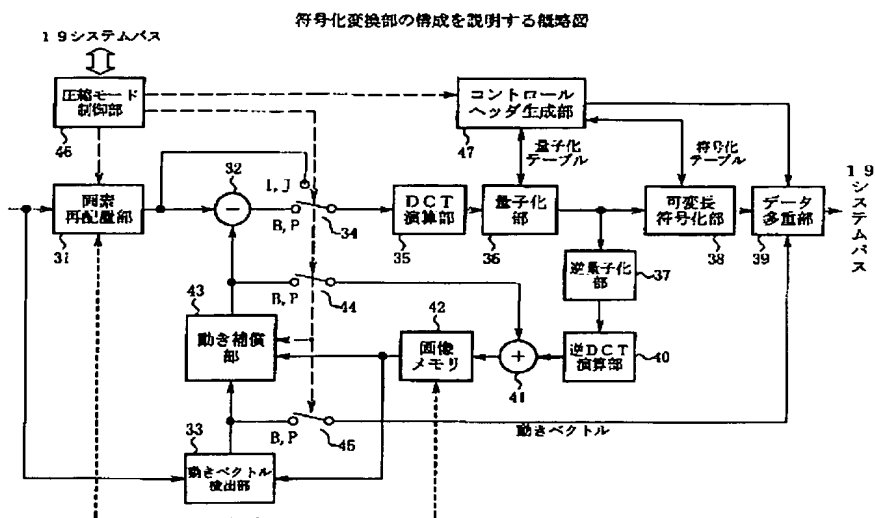 符号化変換部の構成を説明する概略図
19システムバス
圧縮モード
制御部
46
コントロール
ヘッダ生成部
47
量子化
テーブル
符号化
テーブル
19
システムバス
画素
再配置部
31
32
−
I, J
B, P
34
DCT
演算部
35
量子化
部
36
可変長
符号化部
38
データ
多重部
39
逆量子化
部
37
B, P
44
43
動き補償
部
42
画像
メモリ
+
41
逆DCT
演算部
40
B, P
45
動きベクトル
33
動きベクトル
検出部